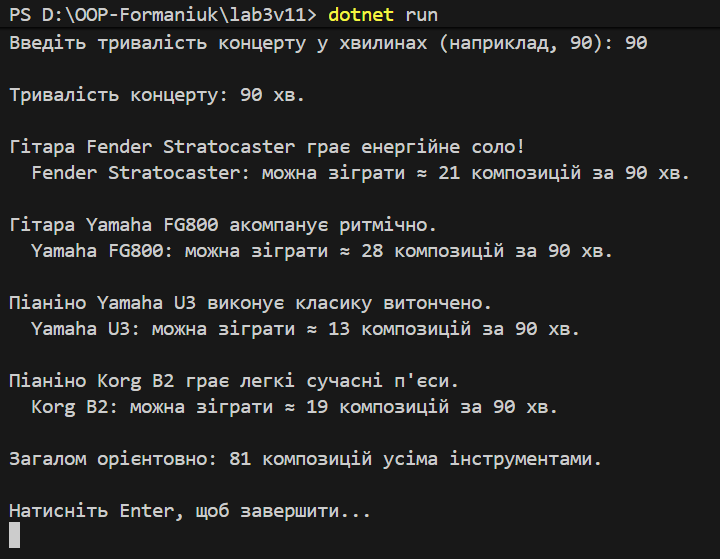 PS D:\OOP-Formaniuk\lab3v11> dotnet run
Введіть тривалість концерту у хвилинах (наприклад, 90): 90
Тривалість концерту: 90 хв.
Гітара Fender Stratocaster грає енергійне соло!
Fender Stratocaster: можна зіграти ≈ 21 композицій за 90 хв.
Гітара Yamaha FG800 акомпанує ритмічно.
Yamaha FG800: можна зіграти ≈ 28 композицій за 90 хв.
Піаніно Yamaha U3 виконує класику витончено.
Yamaha U3: можна зіграти ≈ 13 композицій за 90 хв.
Піаніно Korg B2 грає легкі сучасні п'єси.
Korg B2: можна зіграти ≈ 19 композицій за 90 хв.
Загалом орієнтовно: 81 композицій усіма інструментами.
Натисніть Enter, щоб завершити...